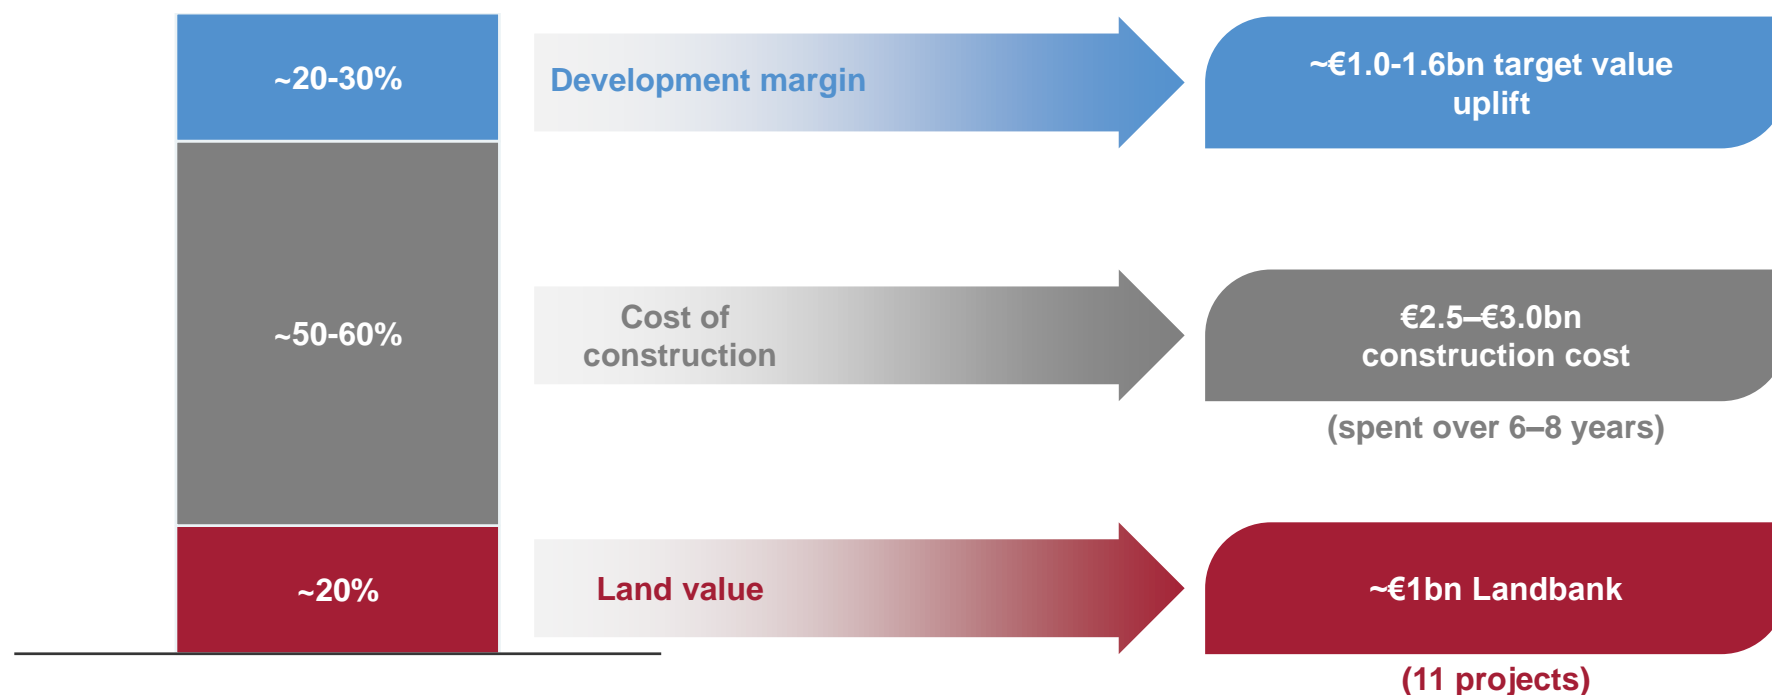 ~20-30%
Development margin
~€1.0-1.6bn target value
uplift
~50-60%
Cost of
construction
€2.5–€3.0bn
construction cost
(spent over 6–8 years)
~20%
Land value
~€1bn Landbank
(11 projects)